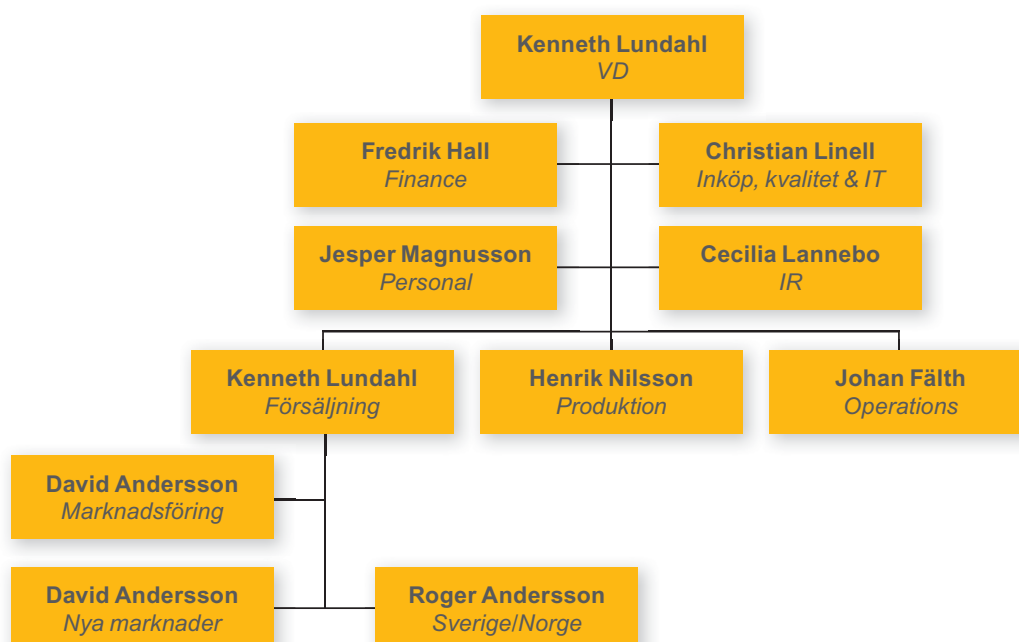 Kenneth Lundahl
VD
Fredrik Hall
Finance
Christian Linell
Inköp, kvalitet & IT
Jesper Magnusson
Personal
Cecilia Lannebo
IR
Kenneth Lundahl
Försäljning
Henrik Nilsson
Produktion
Johan Fälth
Operations
David Andersson
Marknadsföring
David Andersson
Nya marknader
Roger Andersson
Sverige/Norge